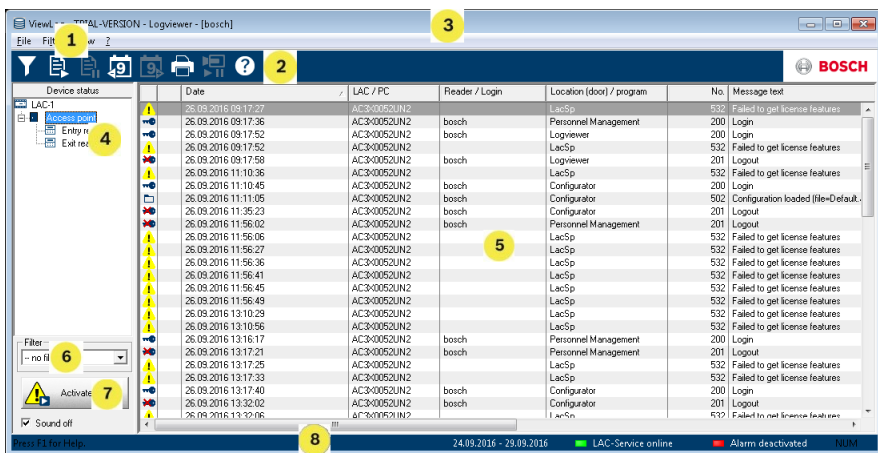 TRIAL-VERSION - Logviewer - [bosch]
3
File
1
?
2
BOSCH
Device status
LAC-1
Access point
Entry
Exit
4
Date LAC / PC Reader / Login Location (door) / program No. Message text
26.09.2016 09:17:27 AC3X0052UN2 LacSp 532 Failed to get license features
26.09.2016 09:17:36 AC3X0052UN2 bosch Personnel Management 200 Login
26.09.2016 09:17:52 AC3X0052UN2 bosch Logviewer 200 Login
26.09.2016 09:17:52 AC3X0052UN2 LacSp 532 Failed to get license features
26.09.2016 09:17:58 AC3X0052UN2 bosch Logviewer 201 Logout
26.09.2016 11:10:36 AC3X0052UN2 LacSp 532 Failed to get license features
26.09.2016 11:10:45 AC3X0052UN2 bosch Configurator 200 Login
26.09.2016 11:11:05 AC3X0052UN2 bosch Configurator 502 Configuration loaded (file=Default.
26.09.2016 11:35:23 AC3X0052UN2 bosch Configurator 201 Logout
26.09.2016 11:56:02 AC3X0052UN2 bosch Personnel Management 201 Logout
26.09.2016 11:56:06 AC3X0052UN2 LacSp 532 Failed to get license features
5
26.09.2016 11:56:27 AC3X0052UN2 LacSp 532 Failed to get license features
26.09.2016 11:56:36 AC3X0052UN2 LacSp 532 Failed to get license features
26.09.2016 11:56:41 AC3X0052UN2 LacSp 532 Failed to get license features
26.09.2016 11:56:45 AC3X0052UN2 LacSp 532 Failed to get license features
26.09.2016 11:56:49 AC3X0052UN2 LacSp 532 Failed to get license features
26.09.2016 13:10:29 AC3X0052UN2 LacSp 532 Failed to get license features
26.09.2016 13:10:56 AC3X0052UN2 LacSp 532 Failed to get license features
26.09.2016 13:16:17 AC3X0052UN2 bosch Personnel Management 200 Login
26.09.2016 13:17:21 AC3X0052UN2 bosch Personnel Management 201 Logout
26.09.2016 13:17:25 AC3X0052UN2 LacSp 532 Failed to get license features
26.09.2016 13:17:33 AC3X0052UN2 LacSp 532 Failed to get license features
26.09.2016 13:17:40 AC3X0052UN2 bosch Configurator 200 Login
26.09.2016 13:32:02 AC3X0052UN2 bosch Configurator 201 Logout
26.09.2016 13:32:06 AC3X0052UN2 LacSp 532 Failed to get license features
Filter
-- no
6
Activate
7
Sound off
8
Press F1 for Help. 24.09.2016 - 29.09.2016 LAC-Service online Alarm deactivated NUM